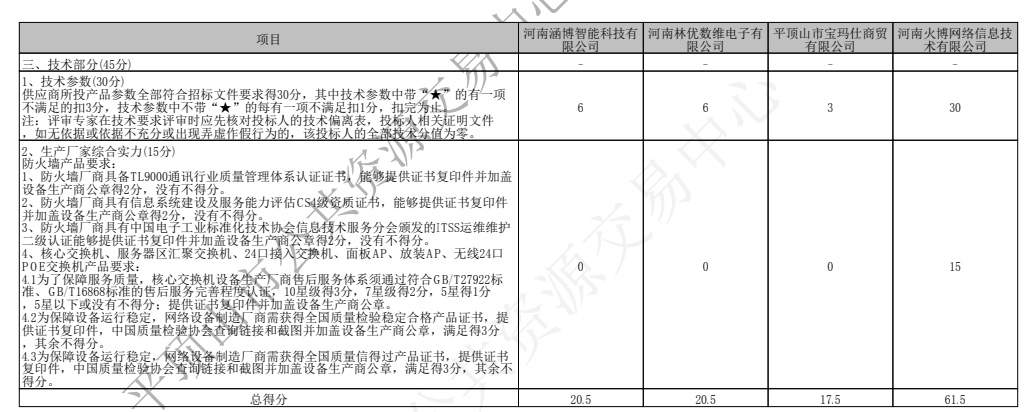 项目
河南涵博智能科技有
限公司
河南林优数维电子有
限公司
平顶山市宝玛仕商贸
有限公司
河南火博网络信息技
术有限公司
三、技术部分(45分)
-
-
-
-
1、技术参数(30分)
供应商所投产品参数全部符合招标文件要求得30分，其中技术参数中带“★”的有一项
不满足的扣3分，技术参数中不带“★”的每有一项不满足扣1分，扣完为止。
注：评审专家在技术要求评审时应先核对投标人的技术偏离表，投标人相关证明文件
，如无依据或依据不充分或出现弄虚作假行为的，该投标人的全部技术分值为零。
6
6
3
30
2、生产厂家综合实力(15分)
防火墙产品要求：
1、防火墙厂商具备TL9000通讯行业质量管理体系认证证书，能够提供证书复印件并加盖
设备生产商公章得2分，没有不得分。
2、防火墙厂商具有信息系统建设及服务能力评估CS4级资质证书，能够提供证书复印件
并加盖设备生产商公章得2分，没有不得分。
3、防火墙厂商具有中国电子工业标准化技术协会信息技术服务分会颁发的ITSS运维维护
二级认证能够提供证书复印件并加盖设备生产商公章得2分，没有不得分。
4、核心交换机、服务器区汇聚交换机、24口接入交换机、面板AP、放装AP、无线24口
POE交换机产品要求：
4.1为了保障服务质量，核心交换机设备生产厂商售后服务体系须通过符合GB/T27922标
准、GB/T16868标准的售后服务完善程度认证，10星级得3分，7星级得2分，5星得1分
，5星以下或没有不得分；提供证书复印件并加盖设备生产商公章。
4.2为保障设备运行稳定，网络设备制造厂商需获得全国质量检验稳定合格产品证书，提
供证书复印件，中国质量检验协会查询链接和截图并加盖设备生产商公章，满足得3分
，其余不得分。
4.3为保障设备运行稳定，网络设备制造厂商需获得全国质量信得过产品证书，提供证书
复印件，中国质量检验协会查询链接和截图并加盖设备生产商公章，满足得3分，其余不
得分。
0
0
0
15
总得分
20.5
20.5
17.5
61.5
平顶山市公共资源交易中心
公共资源交易中心